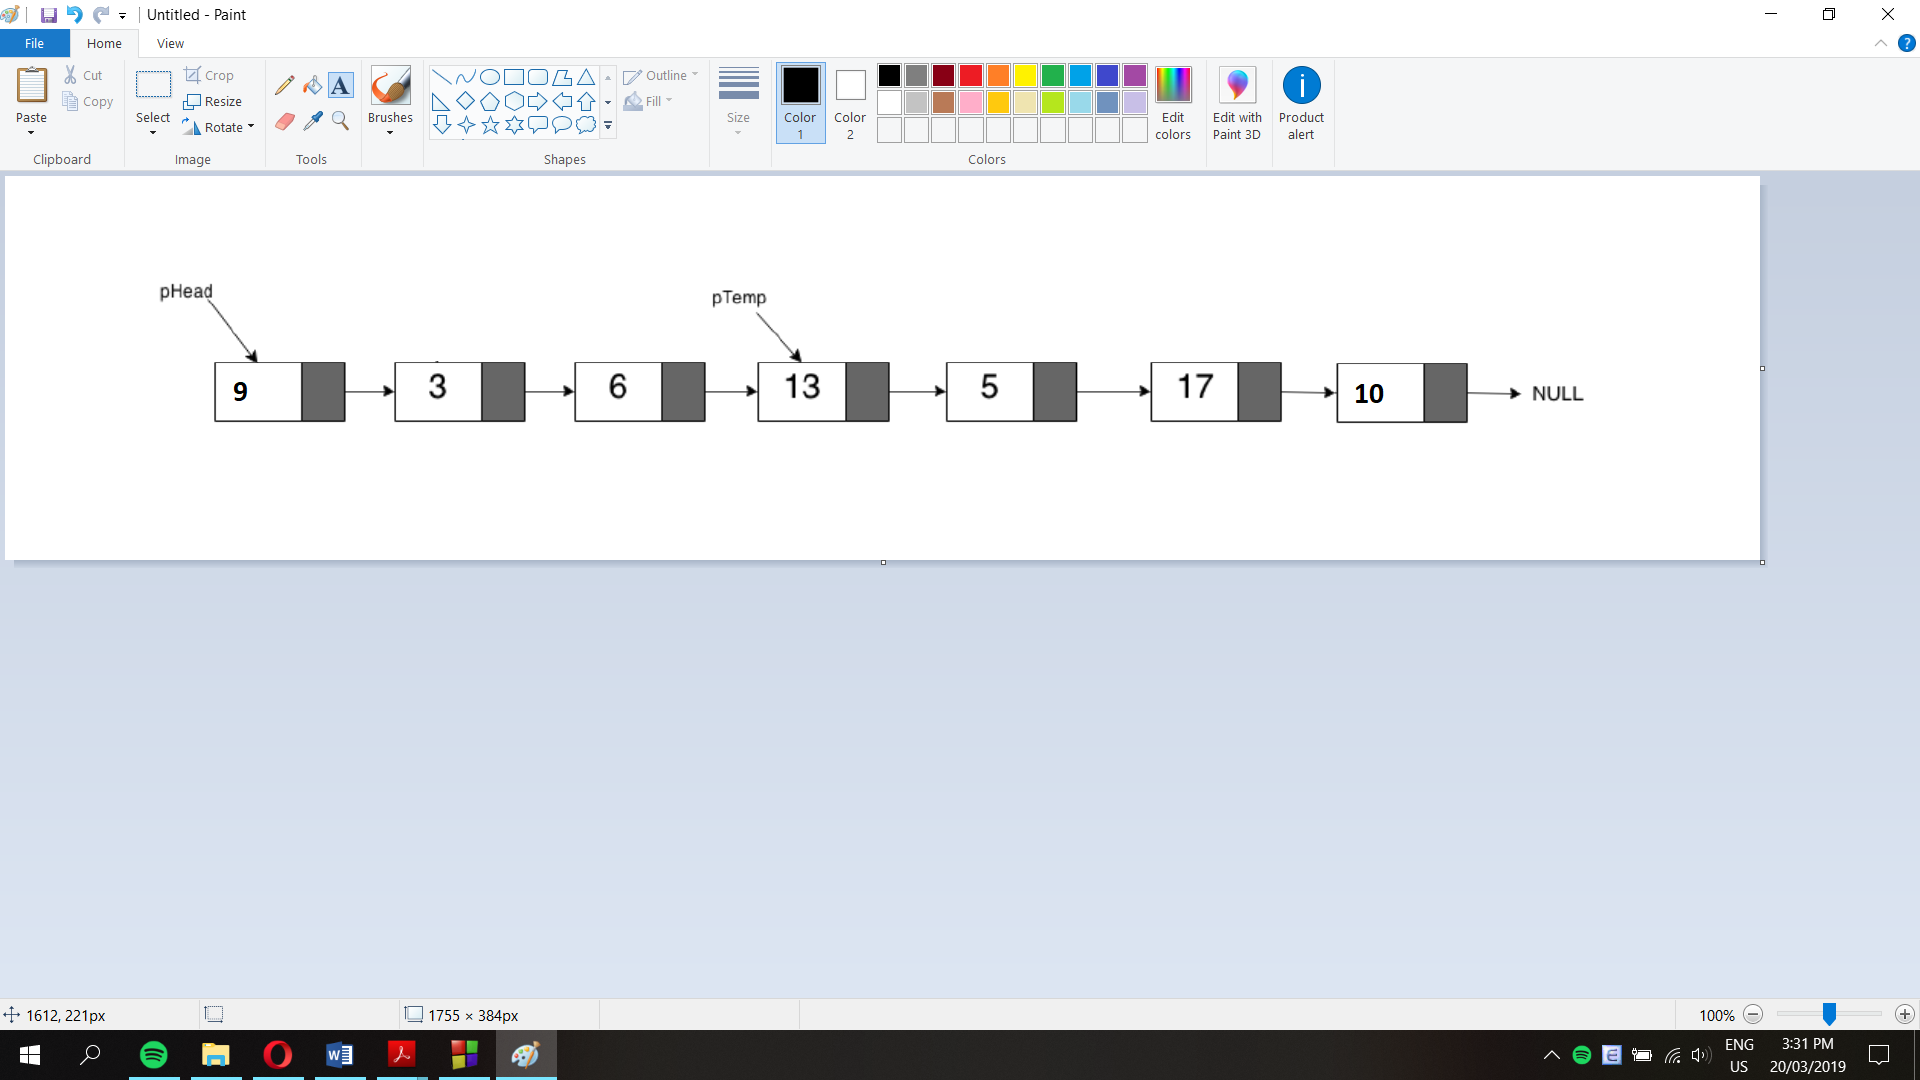 Untitled - Paint
File Home View
Paste Cut Copy
Clipboard
Select Crop Resize Rotate
Image
A
Tools
Brushes
Shapes
Outline
Fill
Size
Color 1
Color 2
Edit colors
Colors
Edit with Paint 3D
Product alert
pHead
pTemp
9 3 6 13 5 17 10 NULL
1612, 221px
1755 × 384px
100%
ENG
US
3:31 PM
20/03/2019